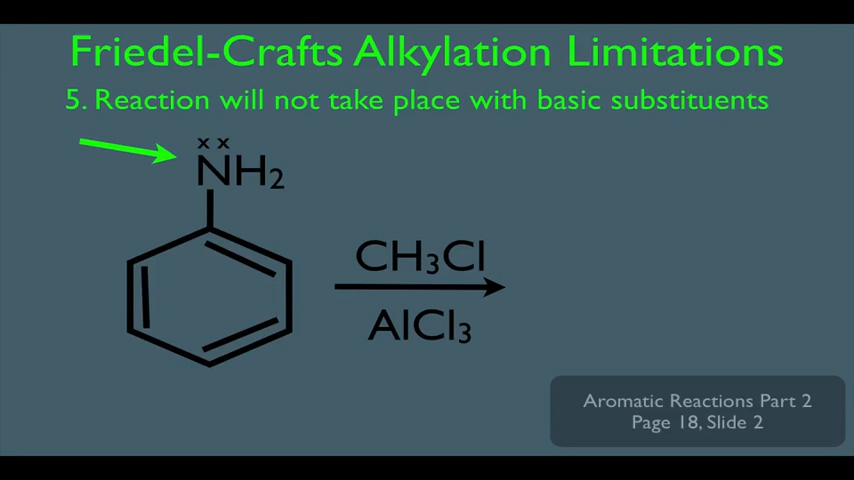 Friedel-Crafts Alkylation Limitations
5. Reaction will not take place with basic substituents
x x
NH₂
CH₃Cl
AlCl₃
Aromatic Reactions Part 2
Page 18, Slide 2